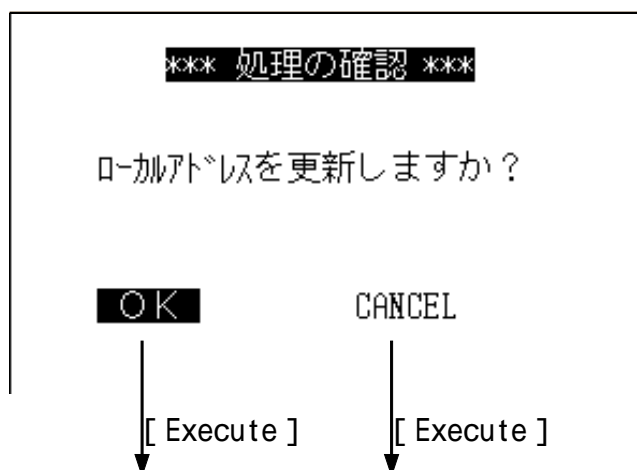 *** 処理の確認 ***
ﾛｰｶﾙｱﾄﾞﾚｽを更新しますか？
ＯＫ CANCEL
[ Execute ] [ Execute ]